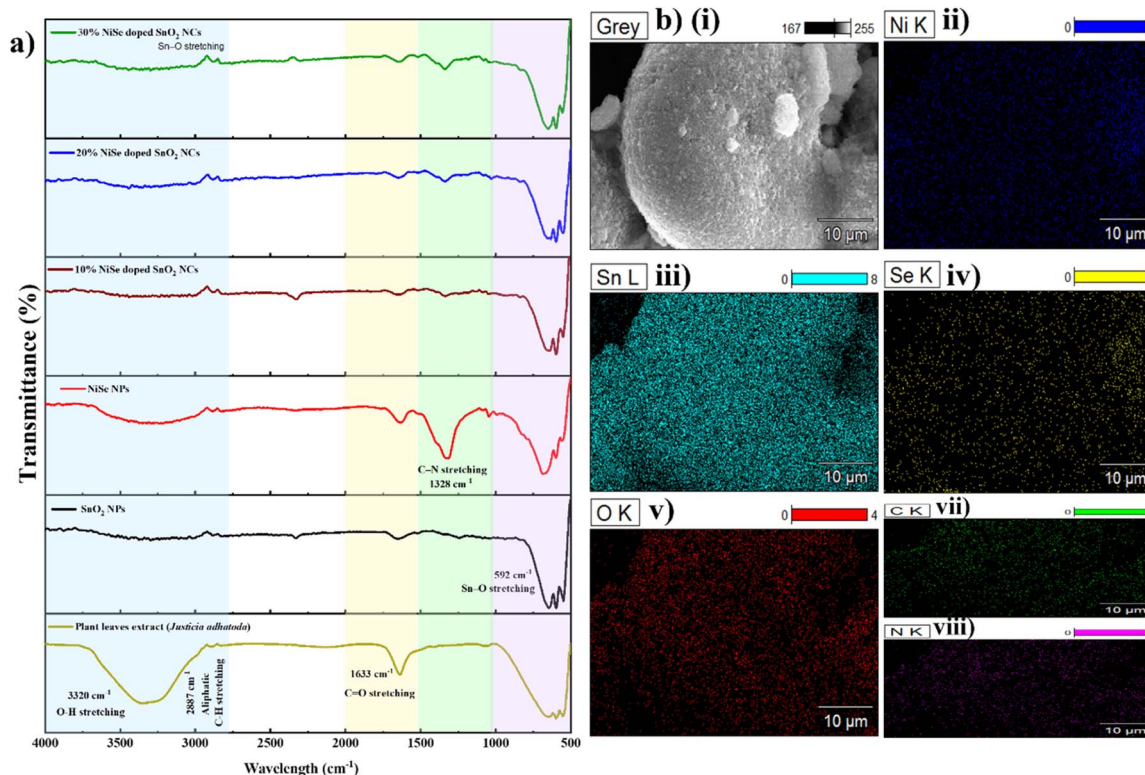 a)
30% NiSe doped SnO₂ NCs
Sn–O stretching
20% NiSe doped SnO₂ NCs
10% NiSe doped SnO₂ NCs
NiSe NPs
C–N stretching
1328 cm⁻¹
SnO₂ NPs
592 cm⁻¹
Sn–O stretching
Plant leaves extract (Justicia adhatoda)
3320 cm⁻¹
O-H stretching
2887 cm⁻¹
Aliphatic
C-H stretching
1633 cm⁻¹
C=O stretching
4000 3500 3000 2500 2000 1500 1000 500
Wavelength (cm⁻¹)
Transmittance (%)
b) (i)
Grey
167 255
10 µm
ii)
Ni K
0
10 µm
iii)
Sn L
0 8
10 µm
iv)
Se K
0
10 µm
v)
O K
0 4
10 µm
vii)
C K
0
10 µm
viii)
N K
0
10 µm